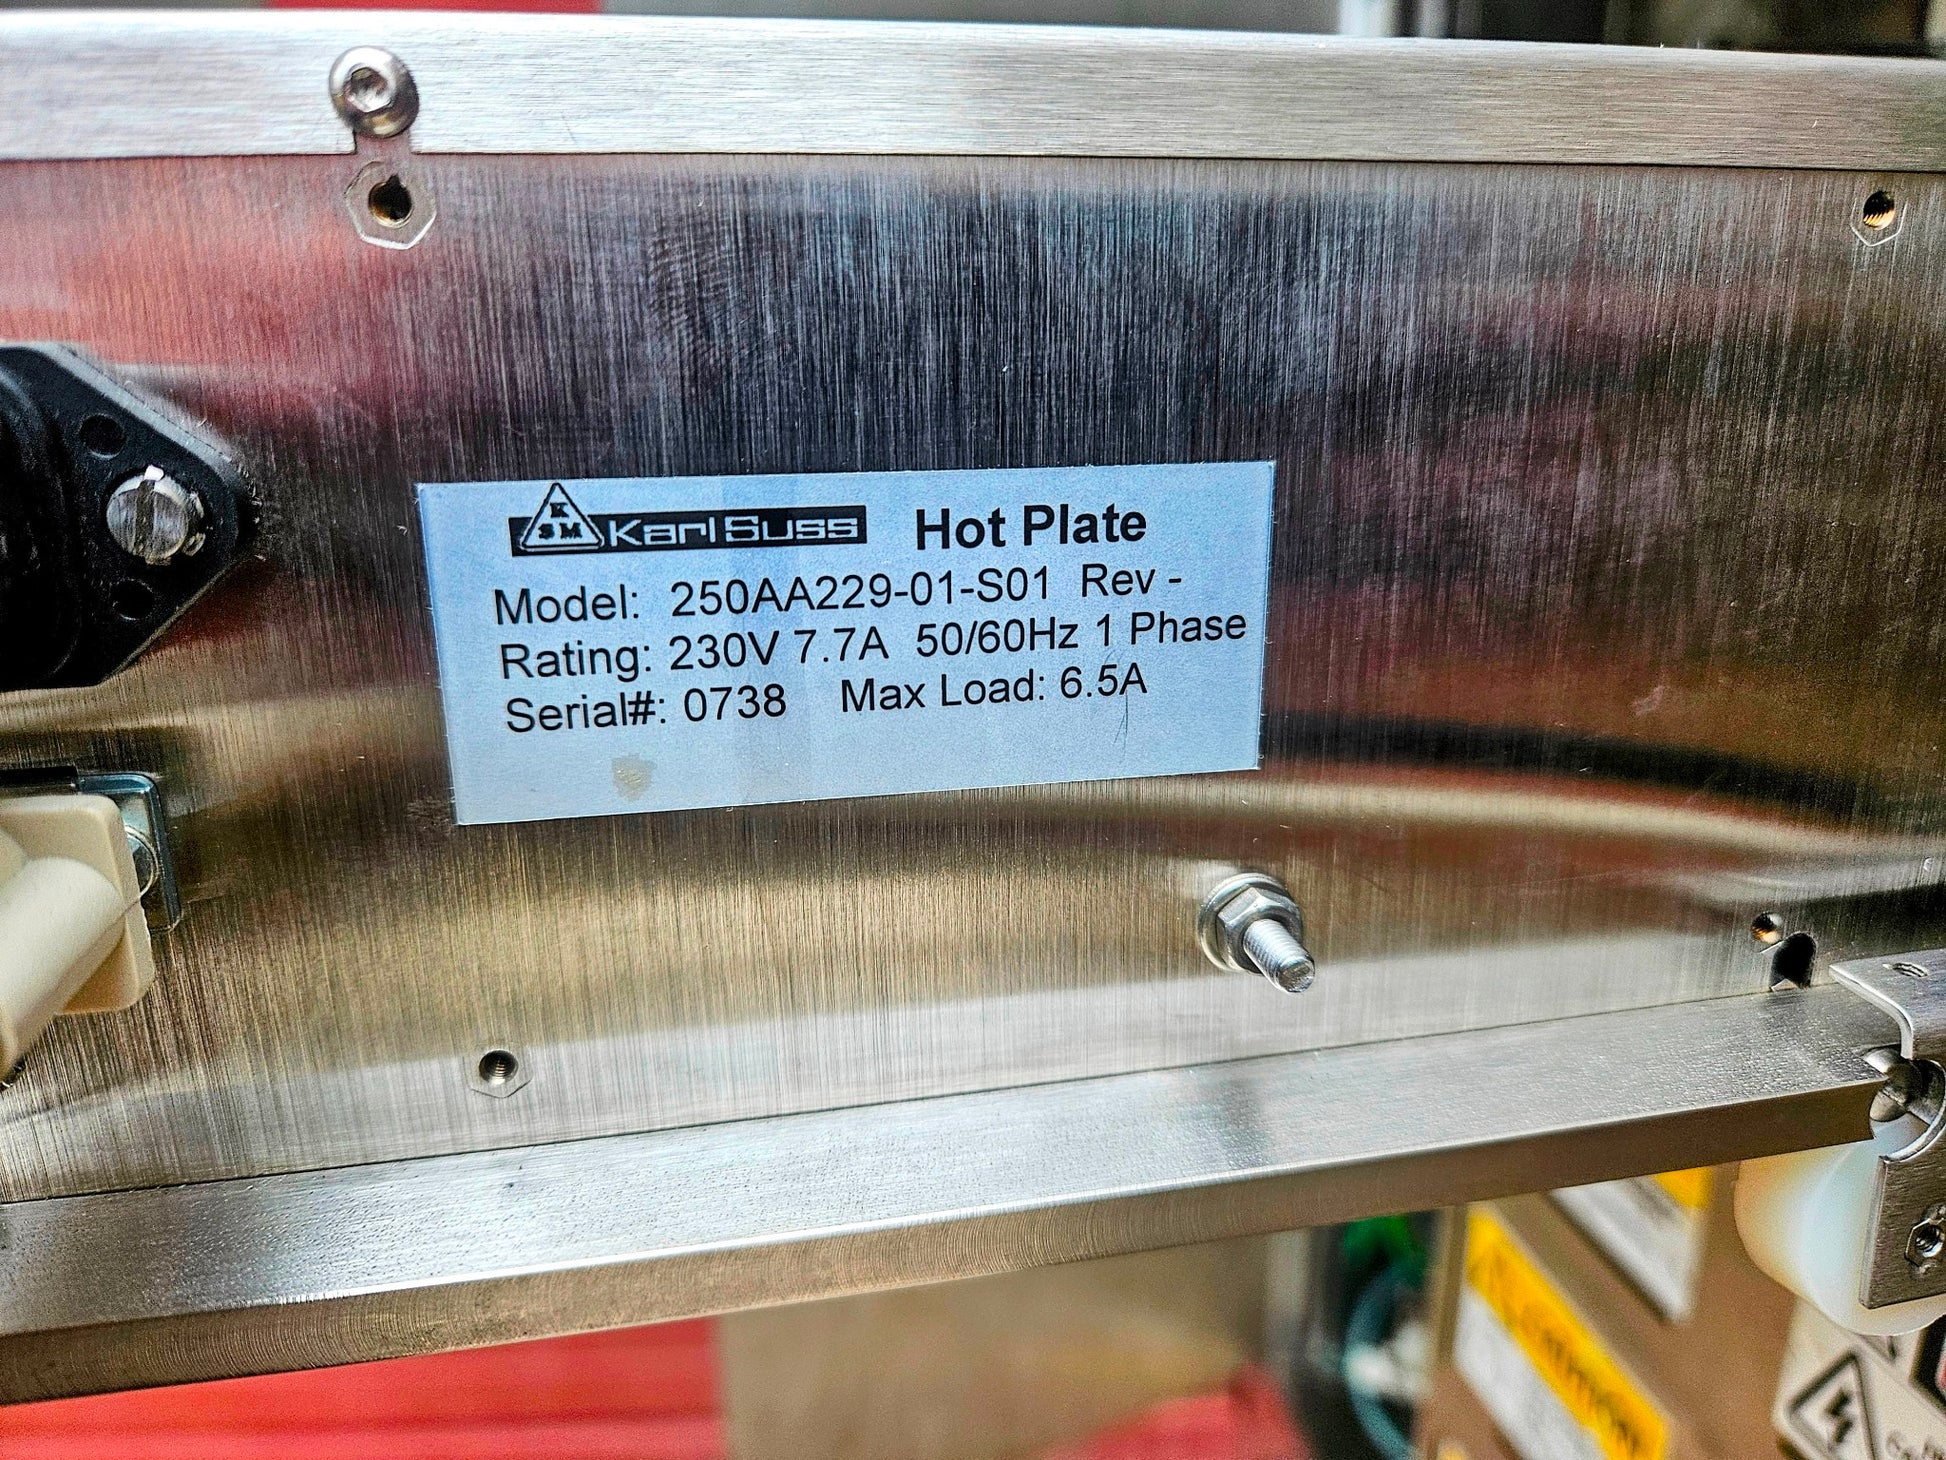 KSM Karl Suss Hot Plate
Model: 250AA229-01-S01 Rev -
Rating: 230V 7.7A 50/60Hz 1 Phase
Serial#: 0738 Max Load: 6.5A